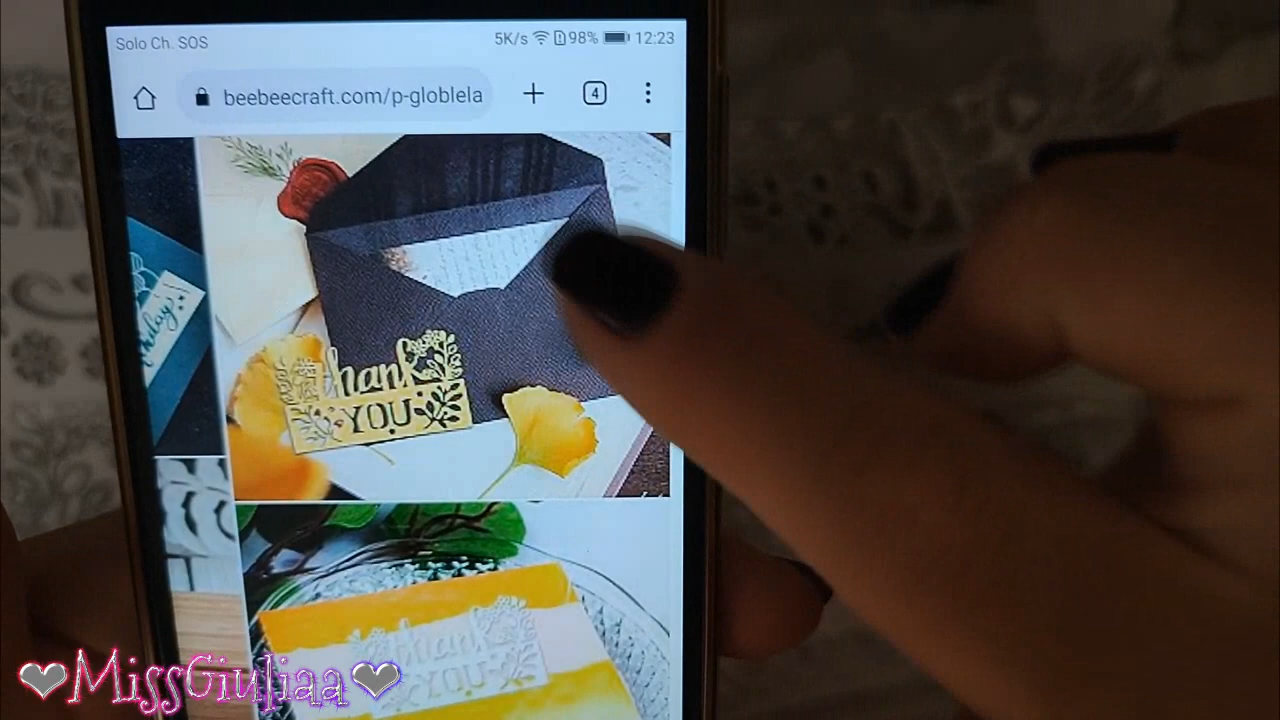 Solo Ch. SOS 5K/s 98% 12:23
beebeecraft.com/p-globlela 4
thank
YOU
thank
YOU
MissGiuliaa